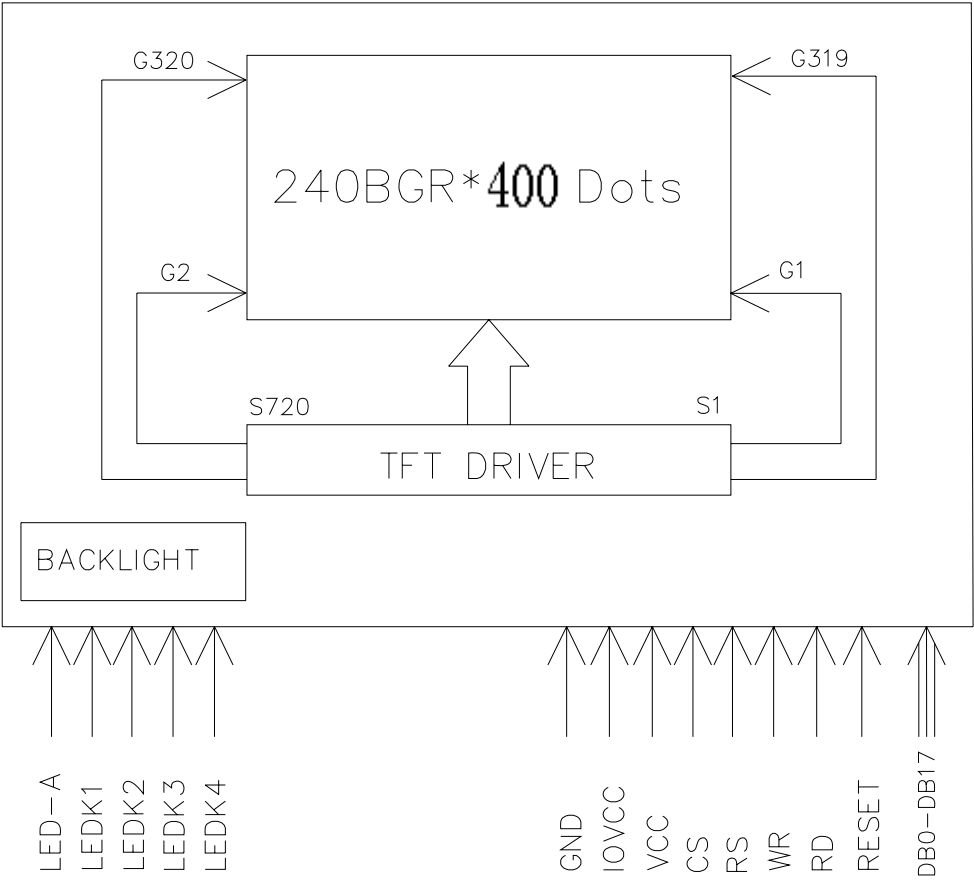 G320
G319
240BGR*400 Dots
G2
G1
S720
S1
TFT DRIVER
BACKLIGHT
LED-A
LEDK1
LEDK2
LEDK3
LEDK4
GND
IOVCC
VCC
CS
RS
WR
RD
RESET
DB0-DB17